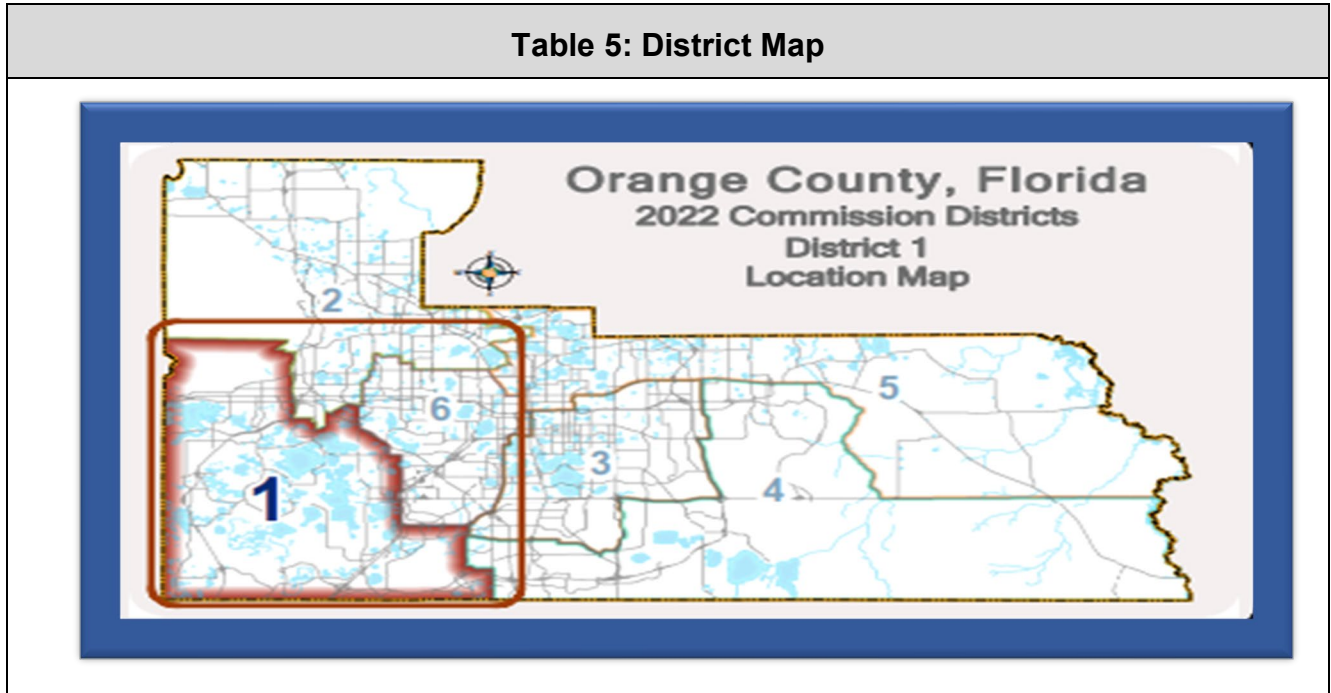 Table 5: District Map
Orange County, Florida
2022 Commission Districts
District 1
Location Map
2
5
6
3
1
4